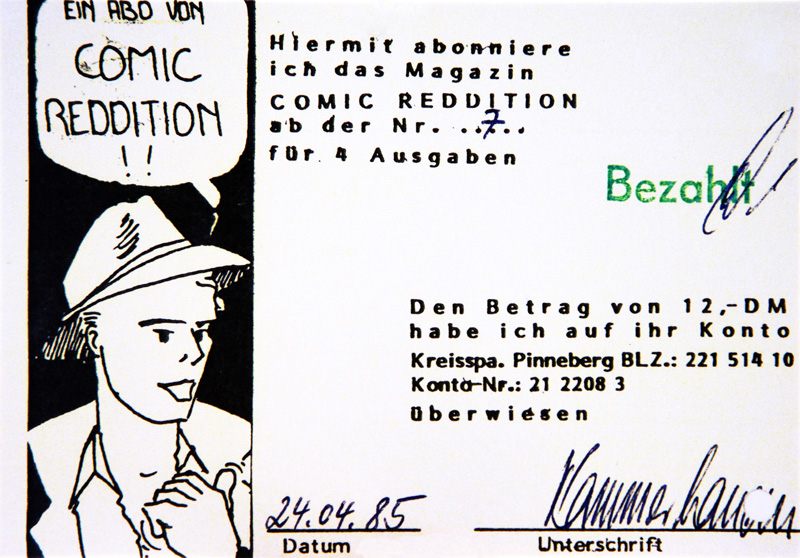 EIN ABO VON
COMIC
REDDITION
!!
Hiermit abonniere
ich das Magazin
COMIC REDDITION
ab der Nr. ..7..
für 4 Ausgaben
Bezahlt
Den Betrag von 12,-DM
habe ich auf ihr Konto
Kreisspa. Pinneberg BLZ.: 221 514 10
Konto-Nr.: 21 2208 3
überwiesen
24.04.85
Datum
Unterschrift